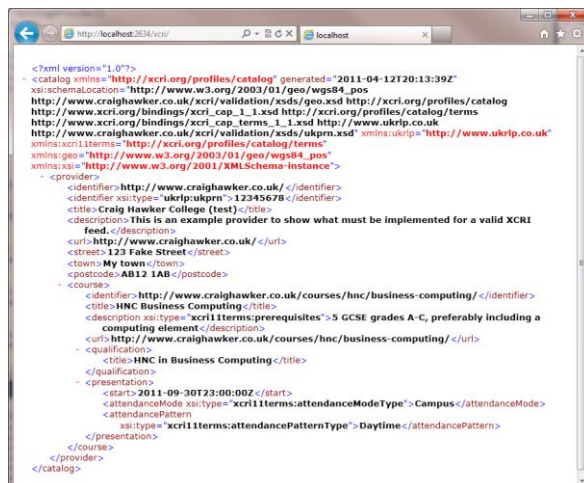 http://localhost:2634/xcri/
localhost
<?xml version="1.0"?>
- <catalog xmlns="http://xcri.org/profiles/catalog" generated="2011-04-12T20:13:39Z"
xsi:schemaLocation="http://www.w3.org/2003/01/geo/wgs84_pos
http://www.craighawker.co.uk/xcri/validation/xsds/geo.xsd http://xcri.org/profiles/catalog
http://www.xcri.org/bindings/xcri_cap_1_1.xsd http://xcri.org/profiles/catalog/terms
http://www.xcri.org/bindings/xcri_cap_terms_1_1.xsd http://www.ukrlp.co.uk
http://www.craighawker.co.uk/xcri/validation/xsds/ukprn.xsd" xmlns:ukrlp="http://www.ukrlp.co.uk"
xmlns:xcri11terms="http://xcri.org/profiles/catalog/terms"
xmlns:geo="http://www.w3.org/2003/01/geo/wgs84_pos"
xmlns:xsi="http://www.w3.org/2001/XMLSchema-instance">
- <provider>
<identifier>http://www.craighawker.co.uk/</identifier>
<identifier xsi:type="ukrlp:ukprn">12345678</identifier>
<title>Craig Hawker College (test)</title>
<description>This is an example provider to show what must be implemented for a valid XCRI
feed.</description>
<url>http://www.craighawker.co.uk/</url>
<street>123 Fake Street</street>
<town>My town</town>
<postcode>AB12 1AB</postcode>
- <course>
<identifier>http://www.craighawker.co.uk/courses/hnc/business-computing/</identifier>
<title>HNC Business Computing</title>
<description xsi:type="xcri11terms:prerequisites">5 GCSE grades A-C, preferably including a
computing element</description>
<url>http://www.craighawker.co.uk/courses/hnc/business-computing/</url>
- <qualification>
<title>HNC in Business Computing</title>
</qualification>
- <presentation>
<start>2011-09-30T23:00:00Z</start>
<attendanceMode xsi:type="xcri11terms:attendanceModeType">Campus</attendanceMode>
<attendancePattern
xsi:type="xcri11terms:attendancePatternType">Daytime</attendancePattern>
</presentation>
</course>
</provider>
</catalog>